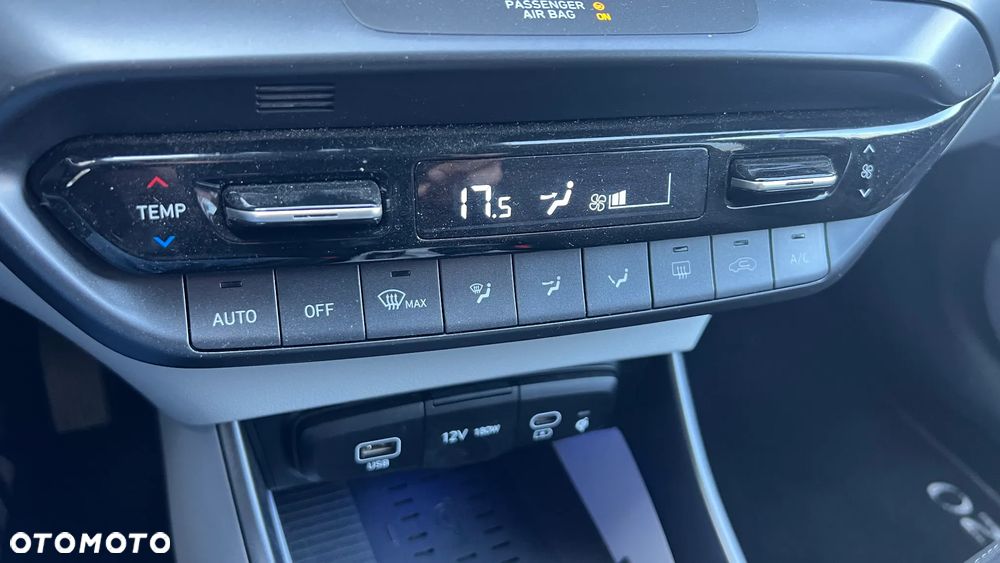 PASSENGER
AIR BAG ON
TEMP
17.5
AUTO
OFF
MAX
A/C
USB
12V 180W
OTOMOTO